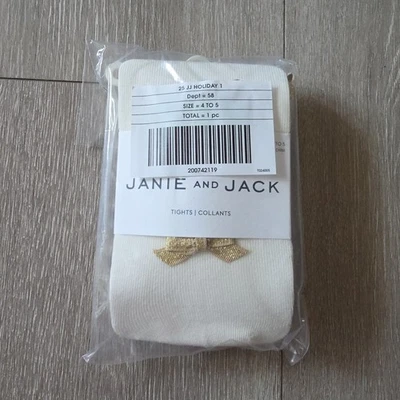 25 JJ HOLIDAY 1
Dept = 58
SIZE = 4 TO 5
TOTAL = 1 pc
200742119
JANIE AND JACK
TIGHTS | COLLANTS